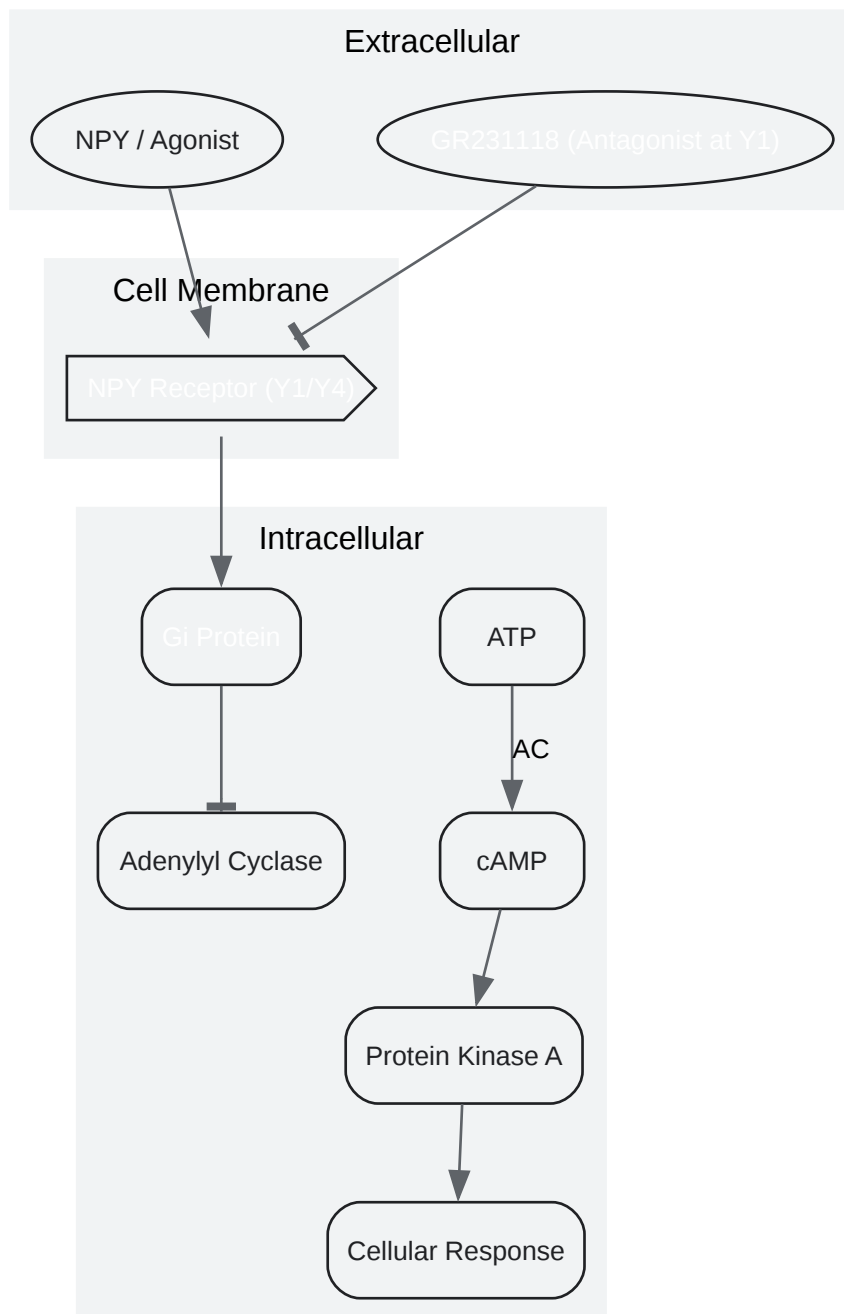 Extracellular
NPY / Agonist
GR231118 (Antagonist at Y1)
Cell Membrane
NPY Receptor (Y1/Y4)
Intracellular
Gi Protein
ATP
AC
Adenylyl Cyclase
cAMP
Protein Kinase A
Cellular Response